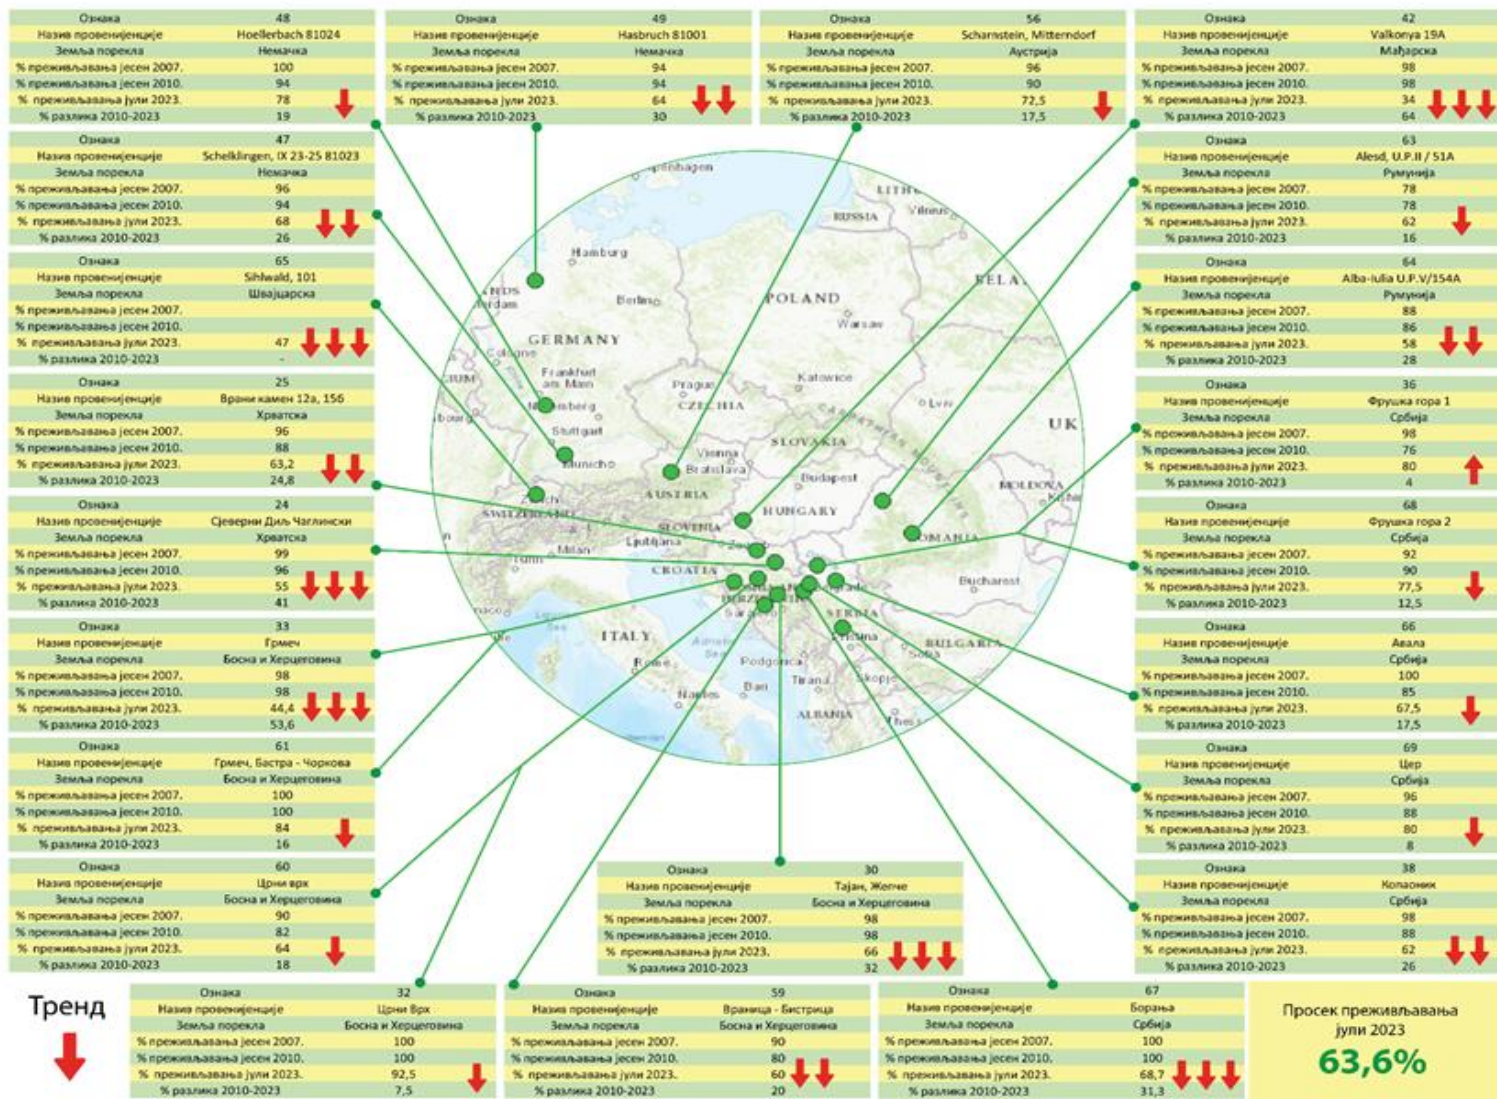 Ознака 48
Назив провенијенције Hoellerbach 81024
Земља порекла Немачка
% преживљавања јесен 2007. 100
% преживљавања јесен 2010. 94
% преживљавања јули 2023. 78
% разлика 2010-2023 19
Ознака 49
Назив провенијенције Hasbruch 81001
Земља порекла Немачка
% преживљавања јесен 2007. 94
% преживљавања јесен 2010. 94
% преживљавања јули 2023. 64
% разлика 2010-2023 30
Ознака 56
Назив провенијенције Scharnstein, Mitterndorf
Земља порекла Аустрија
% преживљавања јесен 2007. 96
% преживљавања јесен 2010. 90
% преживљавања јули 2023. 72,5
% разлика 2010-2023 17,5
Ознака 42
Назив провенијенције Valkonya 19A
Земља порекла Мађарска
% преживљавања јесен 2007. 98
% преживљавања јесен 2010. 98
% преживљавања јули 2023. 34
% разлика 2010-2023 64
Ознака 47
Назив провенијенције Schelklingen, IX 23-25 81023
Земља порекла Немачка
% преживљавања јесен 2007. 96
% преживљавања јесен 2010. 94
% преживљавања јули 2023. 68
% разлика 2010-2023 26
Ознака 63
Назив провенијенције Alesd, U.P.II / 51A
Земља порекла Румунија
% преживљавања јесен 2007. 78
% преживљавања јесен 2010. 78
% преживљавања јули 2023. 62
% разлика 2010-2023 16
Ознака 65
Назив провенијенције Sihlwald, 101
Земља порекла Швајцарска
% преживљавања јесен 2007.
% преживљавања јесен 2010.
% преживљавања јули 2023. 47
% разлика 2010-2023 -
Ознака 64
Назив провенијенције Alba-Iulia U.P.V/154A
Земља порекла Румунија
% преживљавања јесен 2007. 88
% преживљавања јесен 2010. 86
% преживљавања јули 2023. 58
% разлика 2010-2023 28
Ознака 25
Назив провенијенције Врани камен 12а, 15б
Земља порекла Хрватска
% преживљавања јесен 2007. 96
% преживљавања јесен 2010. 88
% преживљавања јули 2023. 63,2
% разлика 2010-2023 24,8
Ознака 36
Назив провенијенције Фрушка гора 1
Земља порекла Србија
% преживљавања јесен 2007. 98
% преживљавања јесен 2010. 76
% преживљавања јули 2023. 80
% разлика 2010-2023 4
Ознака 24
Назив провенијенције Сјеверни Диљ Чаглински
Земља порекла Хрватска
% преживљавања јесен 2007. 99
% преживљавања јесен 2010. 96
% преживљавања јули 2023. 55
% разлика 2010-2023 41
Ознака 68
Назив провенијенције Фрушка гора 2
Земља порекла Србија
% преживљавања јесен 2007. 92
% преживљавања јесен 2010. 90
% преживљавања јули 2023. 77,5
% разлика 2010-2023 12,5
Ознака 33
Назив провенијенције Грмеч
Земља порекла Босна и Херцеговина
% преживљавања јесен 2007. 98
% преживљавања јесен 2010. 98
% преживљавања јули 2023. 44,4
% разлика 2010-2023 53,6
Ознака 66
Назив провенијенције Авала
Земља порекла Србија
% преживљавања јесен 2007. 100
% преживљавања јесен 2010. 85
% преживљавања јули 2023. 67,5
% разлика 2010-2023 17,5
Ознака 61
Назив провенијенције Грмеч, Бастра - Чоркова
Земља порекла Босна и Херцеговина
% преживљавања јесен 2007. 100
% преживљавања јесен 2010. 100
% преживљавања јули 2023. 84
% разлика 2010-2023 16
Ознака 69
Назив провенијенције Цер
Земља порекла Србија
% преживљавања јесен 2007. 96
% преживљавања јесен 2010. 88
% преживљавања јули 2023. 80
% разлика 2010-2023 8
Ознака 60
Назив провенијенције Црни врх
Земља порекла Босна и Херцеговина
% преживљавања јесен 2007. 90
% преживљавања јесен 2010. 82
% преживљавања јули 2023. 64
% разлика 2010-2023 18
Ознака 30
Назив провенијенције Тајан, Жепче
Земља порекла Босна и Херцеговина
% преживљавања јесен 2007. 98
% преживљавања јесен 2010. 98
% преживљавања јули 2023. 66
% разлика 2010-2023 32
Ознака 38
Назив провенијенције Копаоник
Земља порекла Србија
% преживљавања јесен 2007. 98
% преживљавања јесен 2010. 88
% преживљавања јули 2023. 62
% разлика 2010-2023 26
Тренд
Ознака 32
Назив провенијенције Црни Врх
Земља порекла Босна и Херцеговина
% преживљавања јесен 2007. 100
% преживљавања јесен 2010. 100
% преживљавања јули 2023. 92,5
% разлика 2010-2023 7,5
Ознака 59
Назив провенијенције Враница - Бистрица
Земља порекла Босна и Херцеговина
% преживљавања јесен 2007. 90
% преживљавања јесен 2010. 80
% преживљавања јули 2023. 60
% разлика 2010-2023 20
Ознака 67
Назив провенијенције Борања
Земља порекла Србија
% преживљавања јесен 2007. 100
% преживљавања јесен 2010. 100
% преживљавања јули 2023. 68,7
% разлика 2010-2023 31,3
Просек преживљавања
јули 2023
63,6%
RUSSIA
Vilnius
Hamburg
Berlin
POLAND
Warsaw
GERMANY
Cologne
Frankfurt
am Main
Prague
CZECHIA
Katowice
Lviv
UK
Stuttgart
Munich
SLOVAKIA
Vienna
Bratislava
Budapest
CARPATHIAN MOUNTAINS
MOLDOVA
AUSTRIA
SWITZERLAND
SLOVENIA
HUNGARY
Ljubljana
Milan
CROATIA
Bucharest
SERBIA
ITALY
BULGARIA
Sofia
Rome
Podgorica
Skopje
Tirana
Naples
Bari
ALBANIA